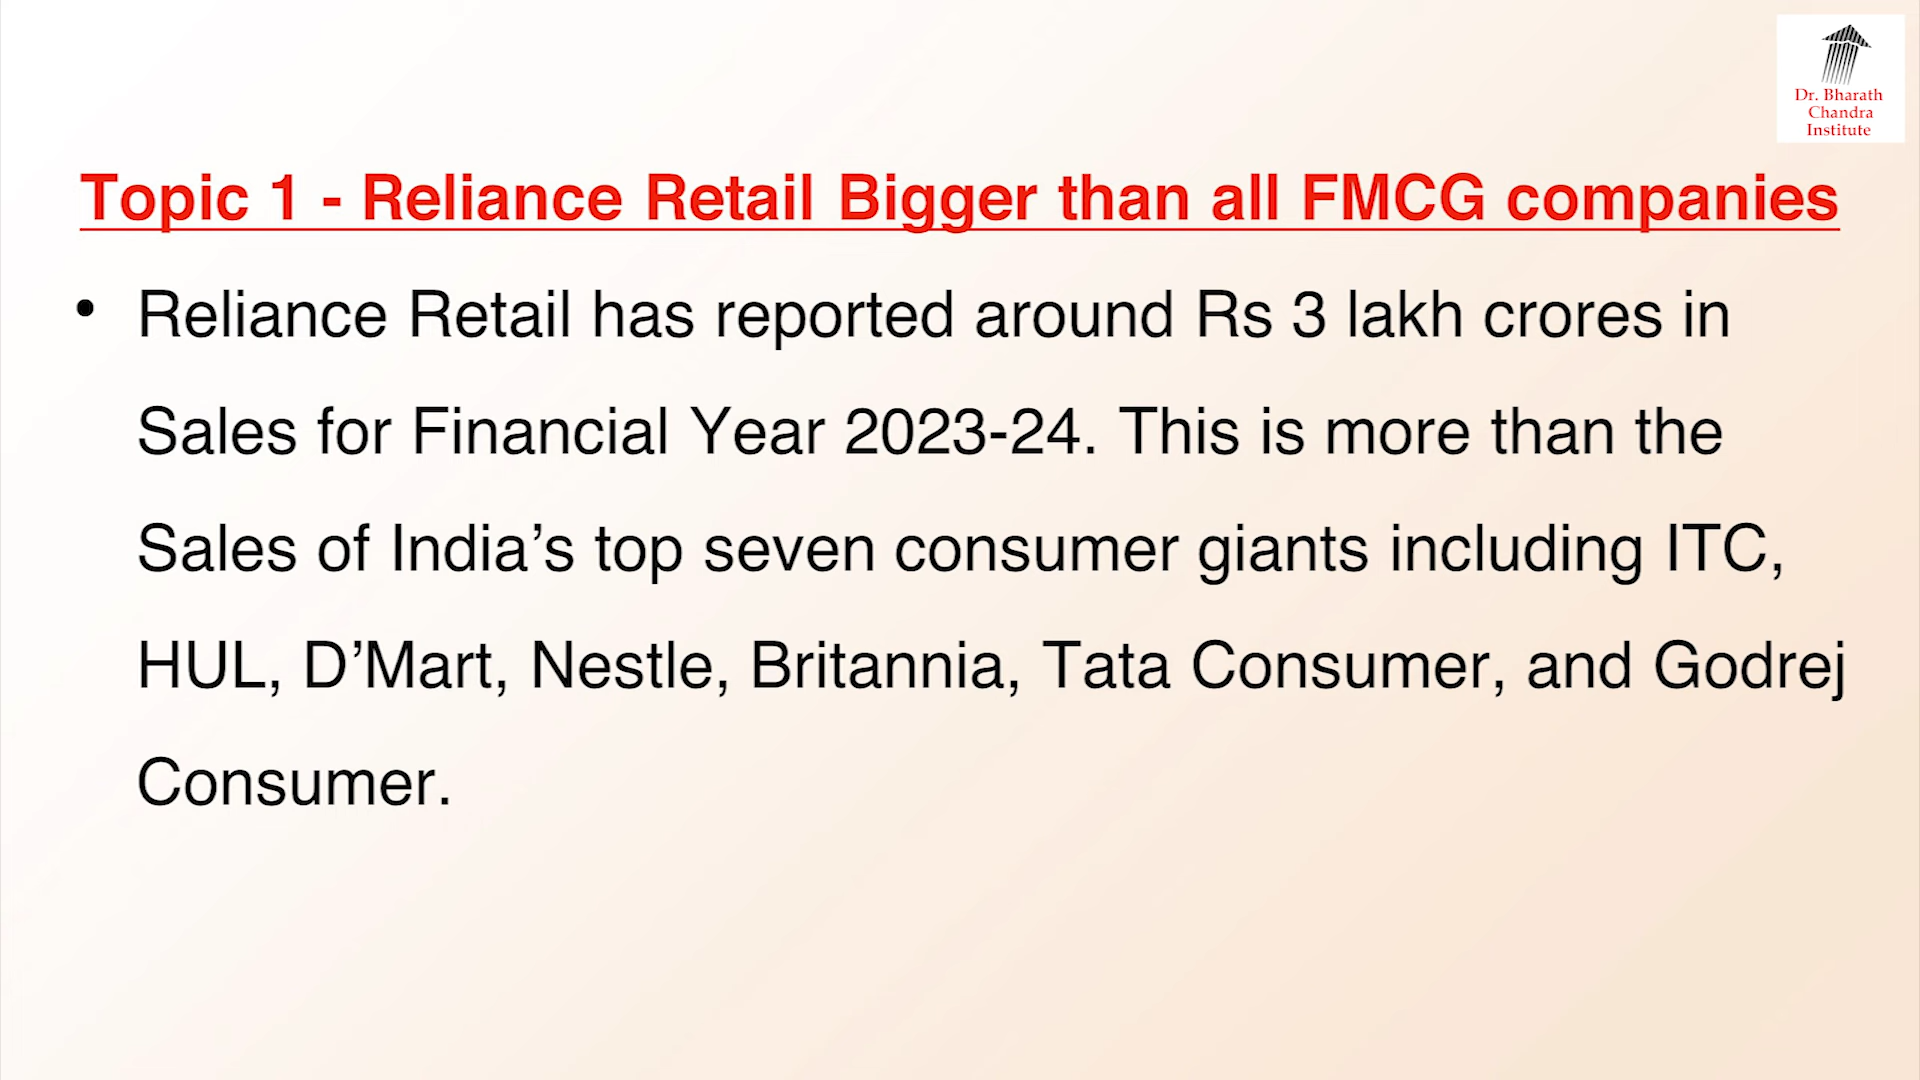 Dr. Bharath
Chandra
Institute
Topic 1 - Reliance Retail Bigger than all FMCG companies
• Reliance Retail has reported around Rs 3 lakh crores in
Sales for Financial Year 2023-24. This is more than the
Sales of India’s top seven consumer giants including ITC,
HUL, D’Mart, Nestle, Britannia, Tata Consumer, and Godrej
Consumer.